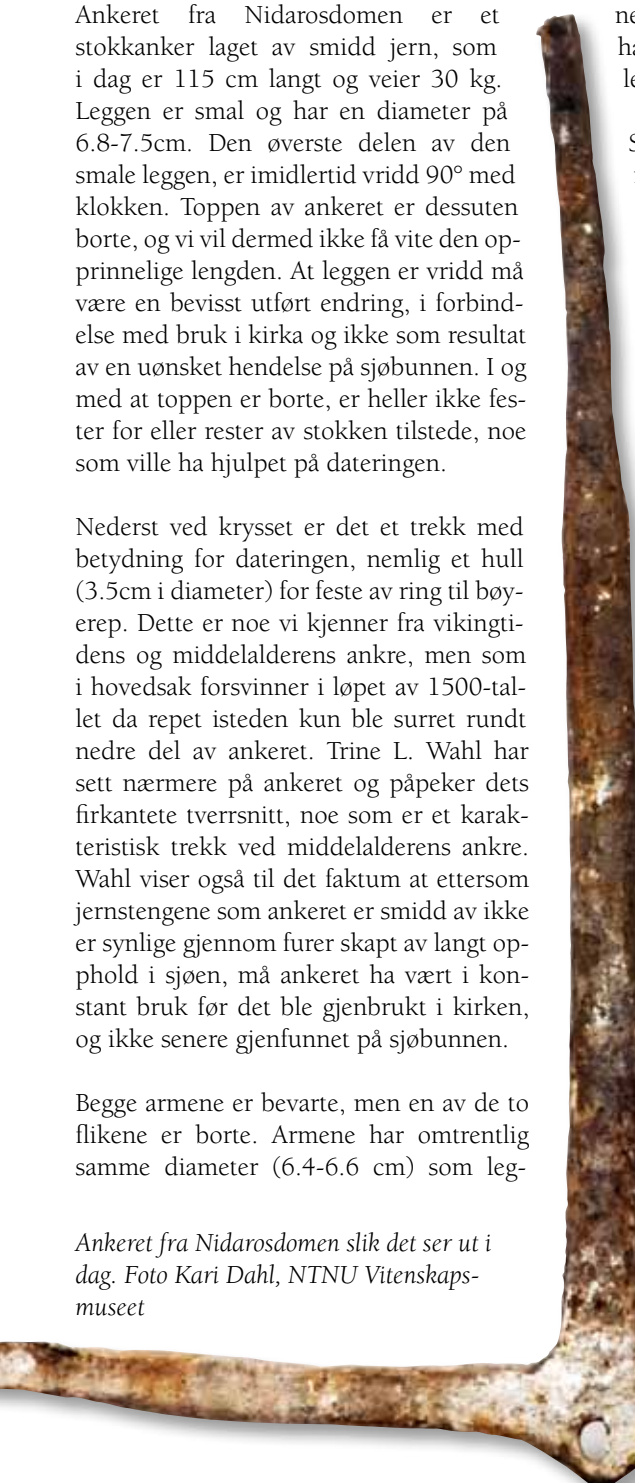 Ankeret fra Nidarosdomen er et
stokkanker laget av smidd jern, som
i dag er 115 cm langt og veier 30 kg.
Leggen er smal og har en diameter på
6.8-7.5cm. Den øverste delen av den
smale leggen, er imidlertid vridd 90° med
klokken. Toppen av ankeret er dessuten
borte, og vi vil dermed ikke få vite den op-
prinnelige lengden. At leggen er vridd må
være en bevisst utført endring, i forbind-
else med bruk i kirka og ikke som resultat
av en uønsket hendelse på sjøbunnen. I og
med at toppen er borte, er heller ikke fes-
ter for eller rester av stokken tilstede, noe
som ville ha hjulpet på dateringen.
Nederst ved krysset er det et trekk med
betydning for dateringen, nemlig et hull
(3.5cm i diameter) for feste av ring til bøy-
erep. Dette er noe vi kjenner fra vikingti-
dens og middelalderens ankre, men som
i hovedsak forsvinner i løpet av 1500-tal-
let da repet isteden kun ble surret rundt
nedre del av ankeret. Trine L. Wahl har
sett nærmere på ankeret og påpeker dets
firkantete tverrsnitt, noe som er et karak-
teristisk trekk ved middelalderens ankre.
Wahl viser også til det faktum at ettersom
jernstengene som ankeret er smidd av ikke
er synlige gjennom furer skapt av langt op-
phold i sjøen, må ankeret ha vært i kon-
stant bruk før det ble gjenbrukt i kirken,
og ikke senere gjenfunnet på sjøbunnen.
Begge armene er bevarte, men en av de to
flikene er borte. Armene har omtrentlig
samme diameter (6.4-6.6 cm) som leg-
Ankeret fra Nidarosdomen slik det ser ut i
dag. Foto Kari Dahl, NTNU Vitenskaps-
museet